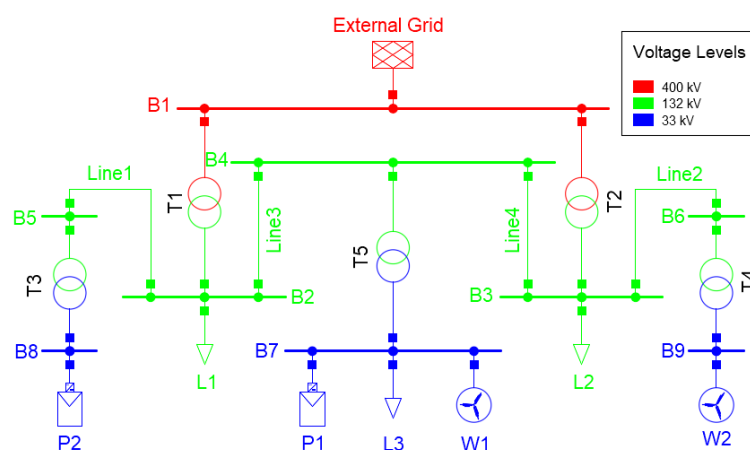 External Grid
Voltage Levels
400 kV
132 kV
33 kV
B1
B4
Line1
Line2
T1
T2
B5
B6
Line3
Line4
T5
T3
T4
B2
B3
B8
B7
B9
L1
L2
P2
P1
L3
W1
W2